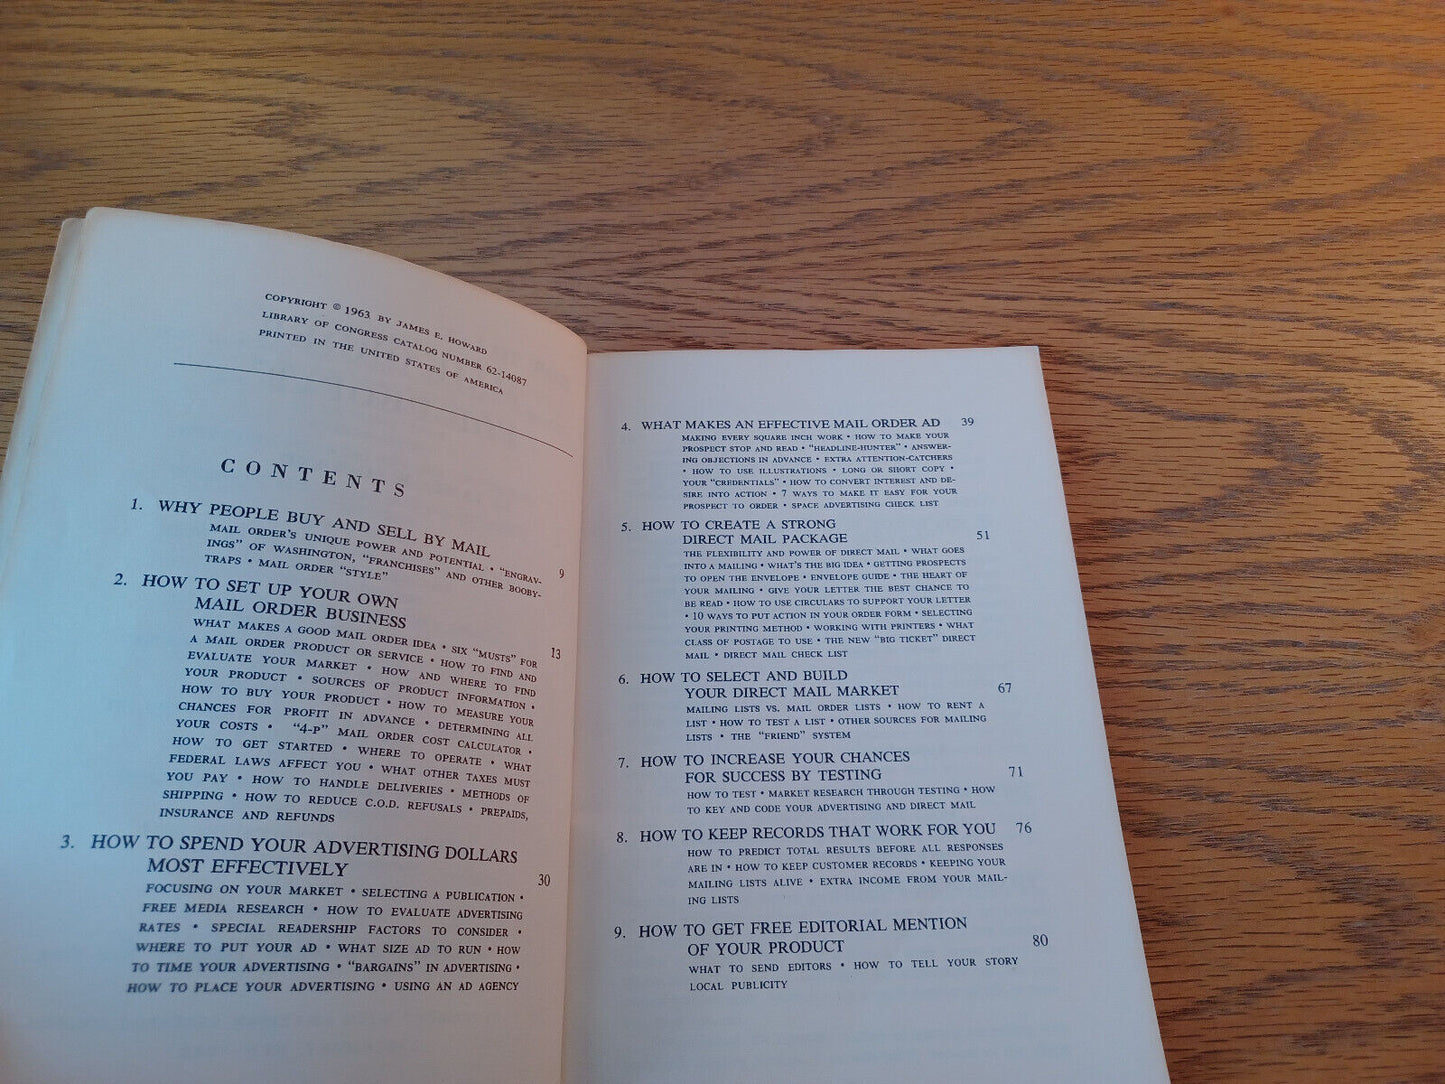 COPYRIGHT © 1963 BY JAMES E. HOWARD
LIBRARY OF CONGRESS CATALOG NUMBER 62-14087
PRINTED IN THE UNITED STATES OF AMERICA
CONTENTS
1. WHY PEOPLE BUY AND SELL BY MAIL 9
MAIL ORDER'S UNIQUE POWER AND POTENTIAL • "ENGRAV-
INGS" OF WASHINGTON, "FRANCHISES" AND OTHER BOOBY-
TRAPS • MAIL ORDER "STYLE"
2. HOW TO SET UP YOUR OWN
MAIL ORDER BUSINESS 13
WHAT MAKES A GOOD MAIL ORDER IDEA • SIX "MUSTS" FOR
A MAIL ORDER PRODUCT OR SERVICE • HOW TO FIND AND
EVALUATE YOUR MARKET • HOW AND WHERE TO FIND
YOUR PRODUCT • SOURCES OF PRODUCT INFORMATION •
HOW TO BUY YOUR PRODUCT • HOW TO MEASURE YOUR
CHANCES FOR PROFIT IN ADVANCE • DETERMINING ALL
YOUR COSTS • "4-P" MAIL ORDER COST CALCULATOR •
HOW TO GET STARTED • WHERE TO OPERATE • WHAT
FEDERAL LAWS AFFECT YOU • WHAT OTHER TAXES MUST
YOU PAY • HOW TO HANDLE DELIVERIES • METHODS OF
SHIPPING • HOW TO REDUCE C.O.D. REFUSALS • PREPAIDS,
INSURANCE AND REFUNDS
3. HOW TO SPEND YOUR ADVERTISING DOLLARS
MOST EFFECTIVELY 30
FOCUSING ON YOUR MARKET • SELECTING A PUBLICATION •
FREE MEDIA RESEARCH • HOW TO EVALUATE ADVERTISING
RATES • SPECIAL READERSHIP FACTORS TO CONSIDER •
WHERE TO PUT YOUR AD • WHAT SIZE AD TO RUN • HOW
TO TIME YOUR ADVERTISING • "BARGAINS" IN ADVERTISING •
HOW TO PLACE YOUR ADVERTISING • USING AN AD AGENCY
4. WHAT MAKES AN EFFECTIVE MAIL ORDER AD 39
MAKING EVERY SQUARE INCH WORK • HOW TO MAKE YOUR
PROSPECT STOP AND READ • "HEADLINE-HUNTER" • ANSWER-
ING OBJECTIONS IN ADVANCE • EXTRA ATTENTION-CATCHERS
• HOW TO USE ILLUSTRATIONS • LONG OR SHORT COPY •
YOUR "CREDENTIALS" • HOW TO CONVERT INTEREST AND DE-
SIRE INTO ACTION • 7 WAYS TO MAKE IT EASY FOR YOUR
PROSPECT TO ORDER • SPACE ADVERTISING CHECK LIST
5. HOW TO CREATE A STRONG
DIRECT MAIL PACKAGE 51
THE FLEXIBILITY AND POWER OF DIRECT MAIL • WHAT GOES
INTO A MAILING • WHAT'S THE BIG IDEA • GETTING PROSPECTS
TO OPEN THE ENVELOPE • ENVELOPE GUIDE • THE HEART OF
YOUR MAILING • GIVE YOUR LETTER THE BEST CHANCE TO
BE READ • HOW TO USE CIRCULARS TO SUPPORT YOUR LETTER
• 10 WAYS TO PUT ACTION IN YOUR ORDER FORM • SELECTING
YOUR PRINTING METHOD • WORKING WITH PRINTERS • WHAT
CLASS OF POSTAGE TO USE • THE NEW "BIG TICKET" DIRECT
MAIL • DIRECT MAIL CHECK LIST
6. HOW TO SELECT AND BUILD
YOUR DIRECT MAIL MARKET 67
MAILING LISTS VS. MAIL ORDER LISTS • HOW TO RENT A
LIST • HOW TO TEST A LIST • OTHER SOURCES FOR MAILING
LISTS • THE "FRIEND" SYSTEM
7. HOW TO INCREASE YOUR CHANCES
FOR SUCCESS BY TESTING 71
HOW TO TEST • MARKET RESEARCH THROUGH TESTING • HOW
TO KEY AND CODE YOUR ADVERTISING AND DIRECT MAIL
8. HOW TO KEEP RECORDS THAT WORK FOR YOU 76
HOW TO PREDICT TOTAL RESULTS BEFORE ALL RESPONSES
ARE IN • HOW TO KEEP CUSTOMER RECORDS • KEEPING YOUR
MAILING LISTS ALIVE • EXTRA INCOME FROM YOUR MAIL-
ING LISTS
9. HOW TO GET FREE EDITORIAL MENTION
OF YOUR PRODUCT 80
WHAT TO SEND EDITORS • HOW TO TELL YOUR STORY
LOCAL PUBLICITY